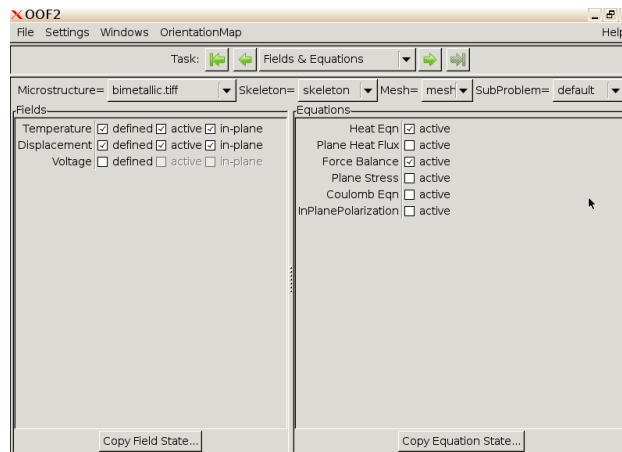 OOF2
File Settings Windows OrientationMap Help
Task: Fields & Equations
Microstructure= bimetallic.tiff Skeleton= skeleton Mesh= mesh SubProblem= default
Fields
Equations
Temperature defined active in-plane
Displacement defined active in-plane
Voltage defined active in-plane
Heat Eqn active
Plane Heat Flux active
Force Balance active
Plane Stress active
Coulomb Eqn active
InPlanePolarization active
Copy Field State...
Copy Equation State...